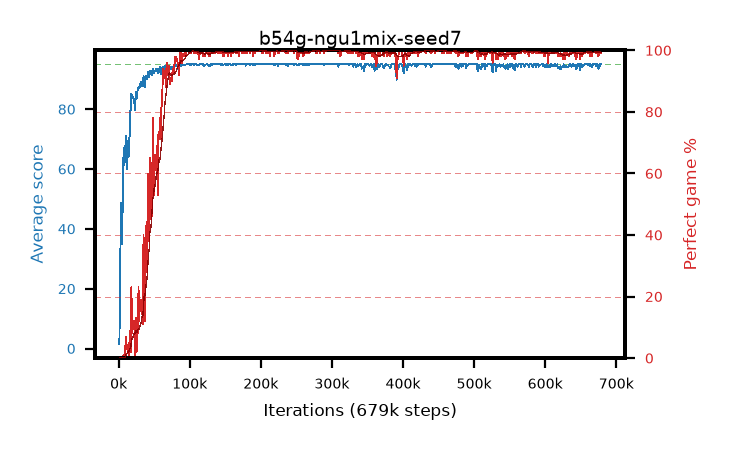 b54g-ngu1mix-seed7
100
80
80
60
60
40
40
20
20
0
0
Average score
Perfect game %
0k 100k 200k 300k 400k 500k 600k 700k
Iterations (679k steps)